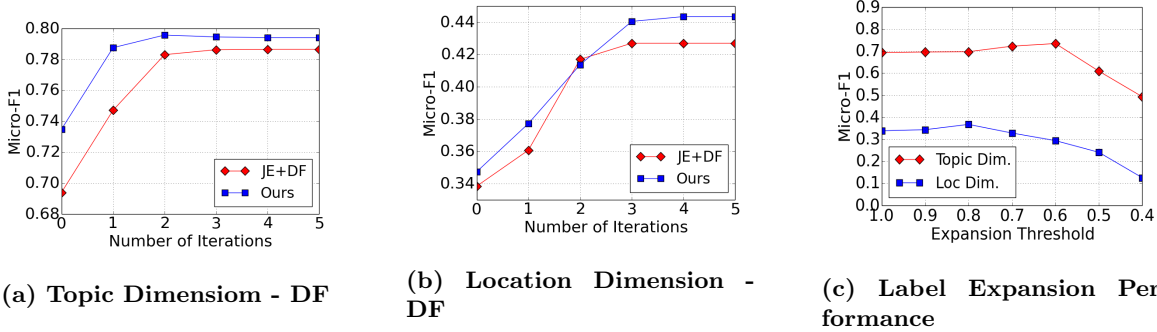 0.80
0.78
0.76
0.74
0.72
0.70
0.68
Micro-F1
JE+DF
Ours
0 1 2 3 4 5
Number of Iterations
(a) Topic Dimensiom - DF
0.44
0.42
0.40
0.38
0.36
0.34
Micro-F1
JE+DF
Ours
0 1 2 3 4 5
Number of Iterations
(b) Location Dimension -
DF
0.9
0.8
0.7
0.6
0.5
0.4
0.3
0.2
0.1
0.0
Micro-F1
Topic Dim.
Loc Dim.
1.0 0.9 0.8 0.7 0.6 0.5 0.4
Expansion Threshold
(c) Label Expansion Per
formance